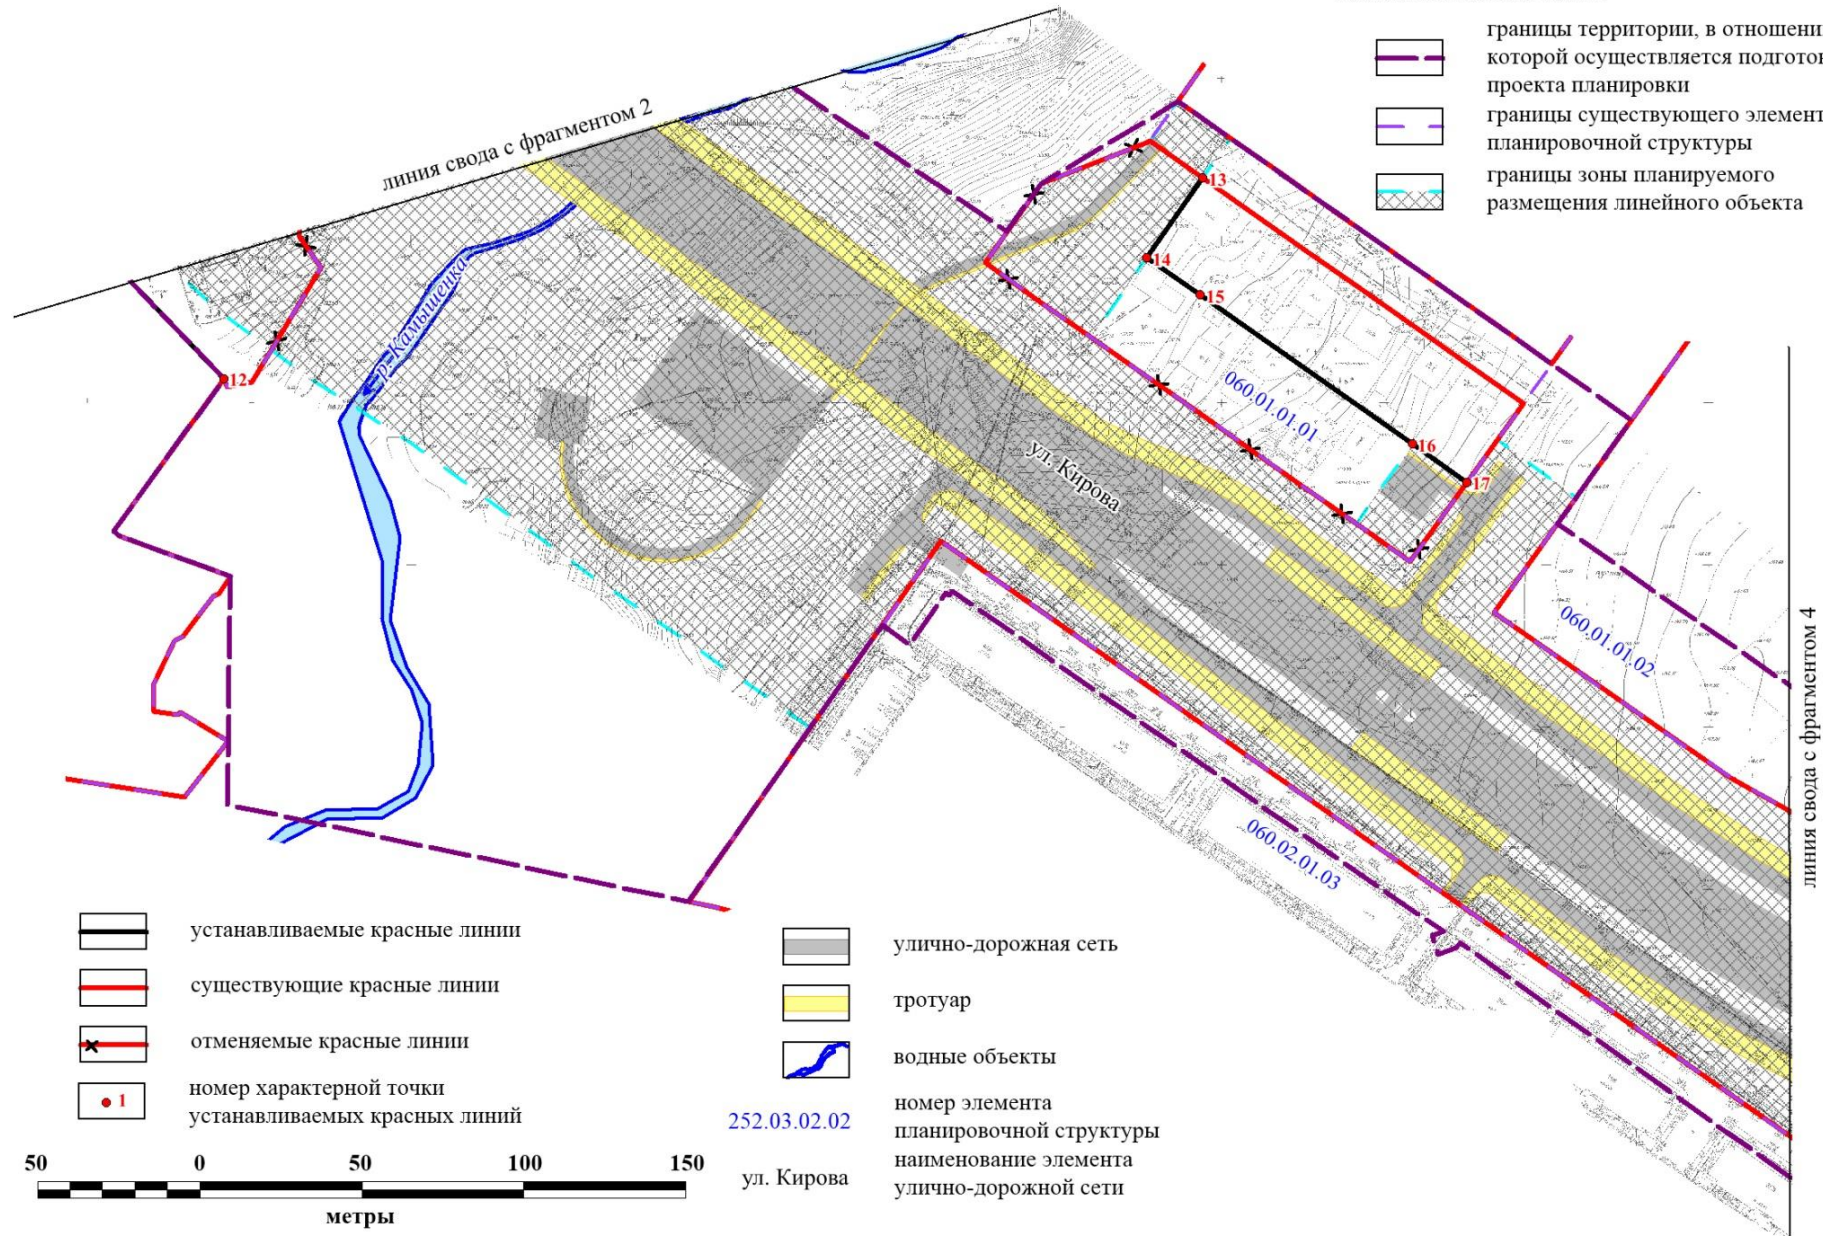 границы территории, в отношени
которой осуществляется подгото
проекта планировки
границы существующего элемент
планировочной структуры
границы зоны планируемого
размещения линейного объекта
линия свода с фрагментом 2
р. Камышенка
12
13
14
15
16
17
060.01.01.01
ул. Кирова
060.01.01.02
060.02.01.03
линия свода с фрагментом 4
устанавливаемые красные линии
существующие красные линии
отменяемые красные линии
1
номер характерной точки
устанавливаемых красных линий
улично-дорожная сеть
тротуар
водные объекты
252.03.02.02
номер элемента
планировочной структуры
ул. Кирова
наименование элемента
улично-дорожной сети
50 0 50 100 150
метры